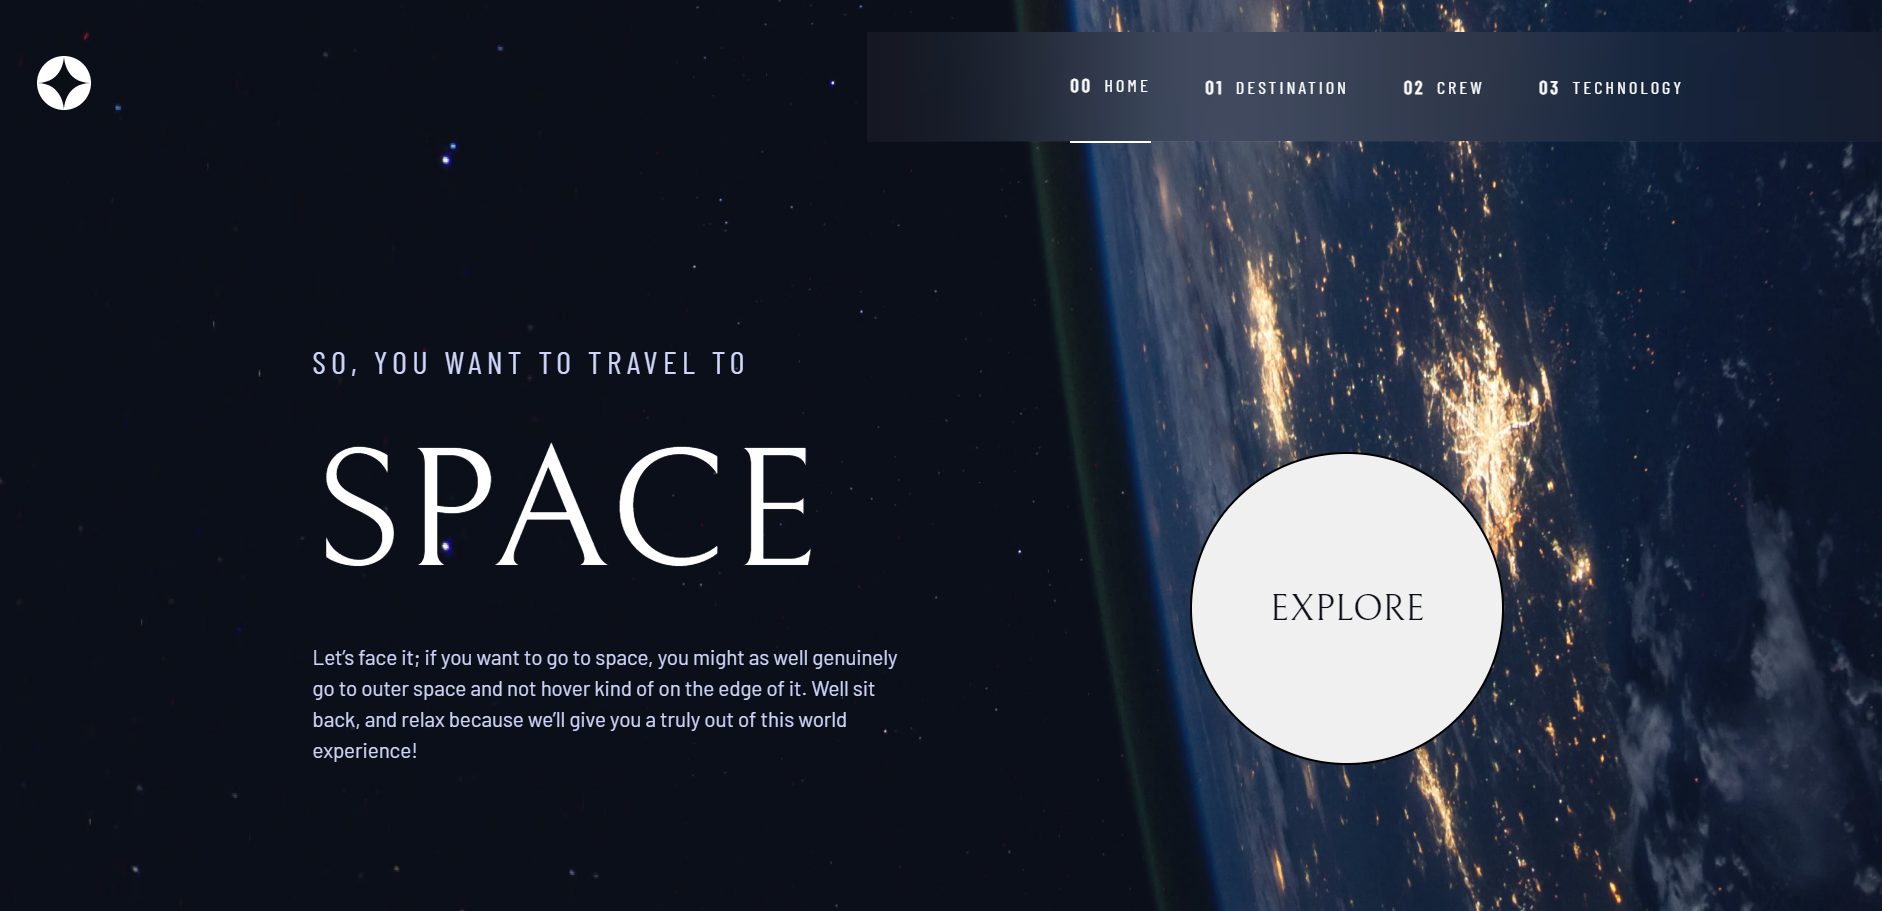 00 HOME 01 DESTINATION 02 CREW 03 TECHNOLOGY
SO, YOU WANT TO TRAVEL TO
SPACE
Let’s face it; if you want to go to space, you might as well genuinely
go to outer space and not hover kind of on the edge of it. Well sit
back, and relax because we’ll give you a truly out of this world
experience!
EXPLORE